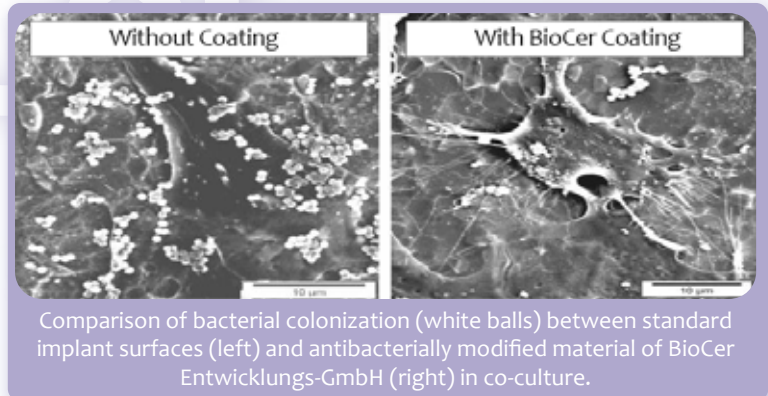 Without Coating
With BioCer Coating
10 µm
10 µm
Comparison of bacterial colonization (white balls) between standard
implant surfaces (left) and antibacterially modified material of BioCer
Entwicklungs-GmbH (right) in co-culture.